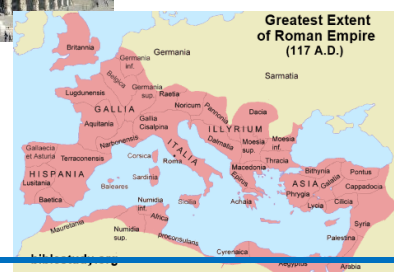 Greatest Extent
of Roman Empire
(117 A.D.)
Britannia
Germania
Germania
inf.
Belgica
Sarmatia
Lugdunensis
Germania
sup.
Raetia
Noricum
Pannonia
GALLIA
Dacia
Aquitania
Gallia
Cisalpina
ILLYRIUM
Narbonensis
Dalmatia
Moesia
sup.
Moesia
inf.
Gallaecia
et Asturia
Terraconensis
Corsica
ITALIA
Roma
Macedonia
Thracia
Bithynia
Pontus
HISPANIA
Lusitania
Sardinia
Epirus
ASIA
Galatia
Cappadocia
Phrygia
Baleares
Baetica
Sicilia
Achaia
Lycia
Cilicia
Numidia
inf.
Africa
Syria
Mauretania
Numidia
sup.
proconsularis
Palestina
Cyrenaica
biblestudy.org
Aegyptus
Arabia